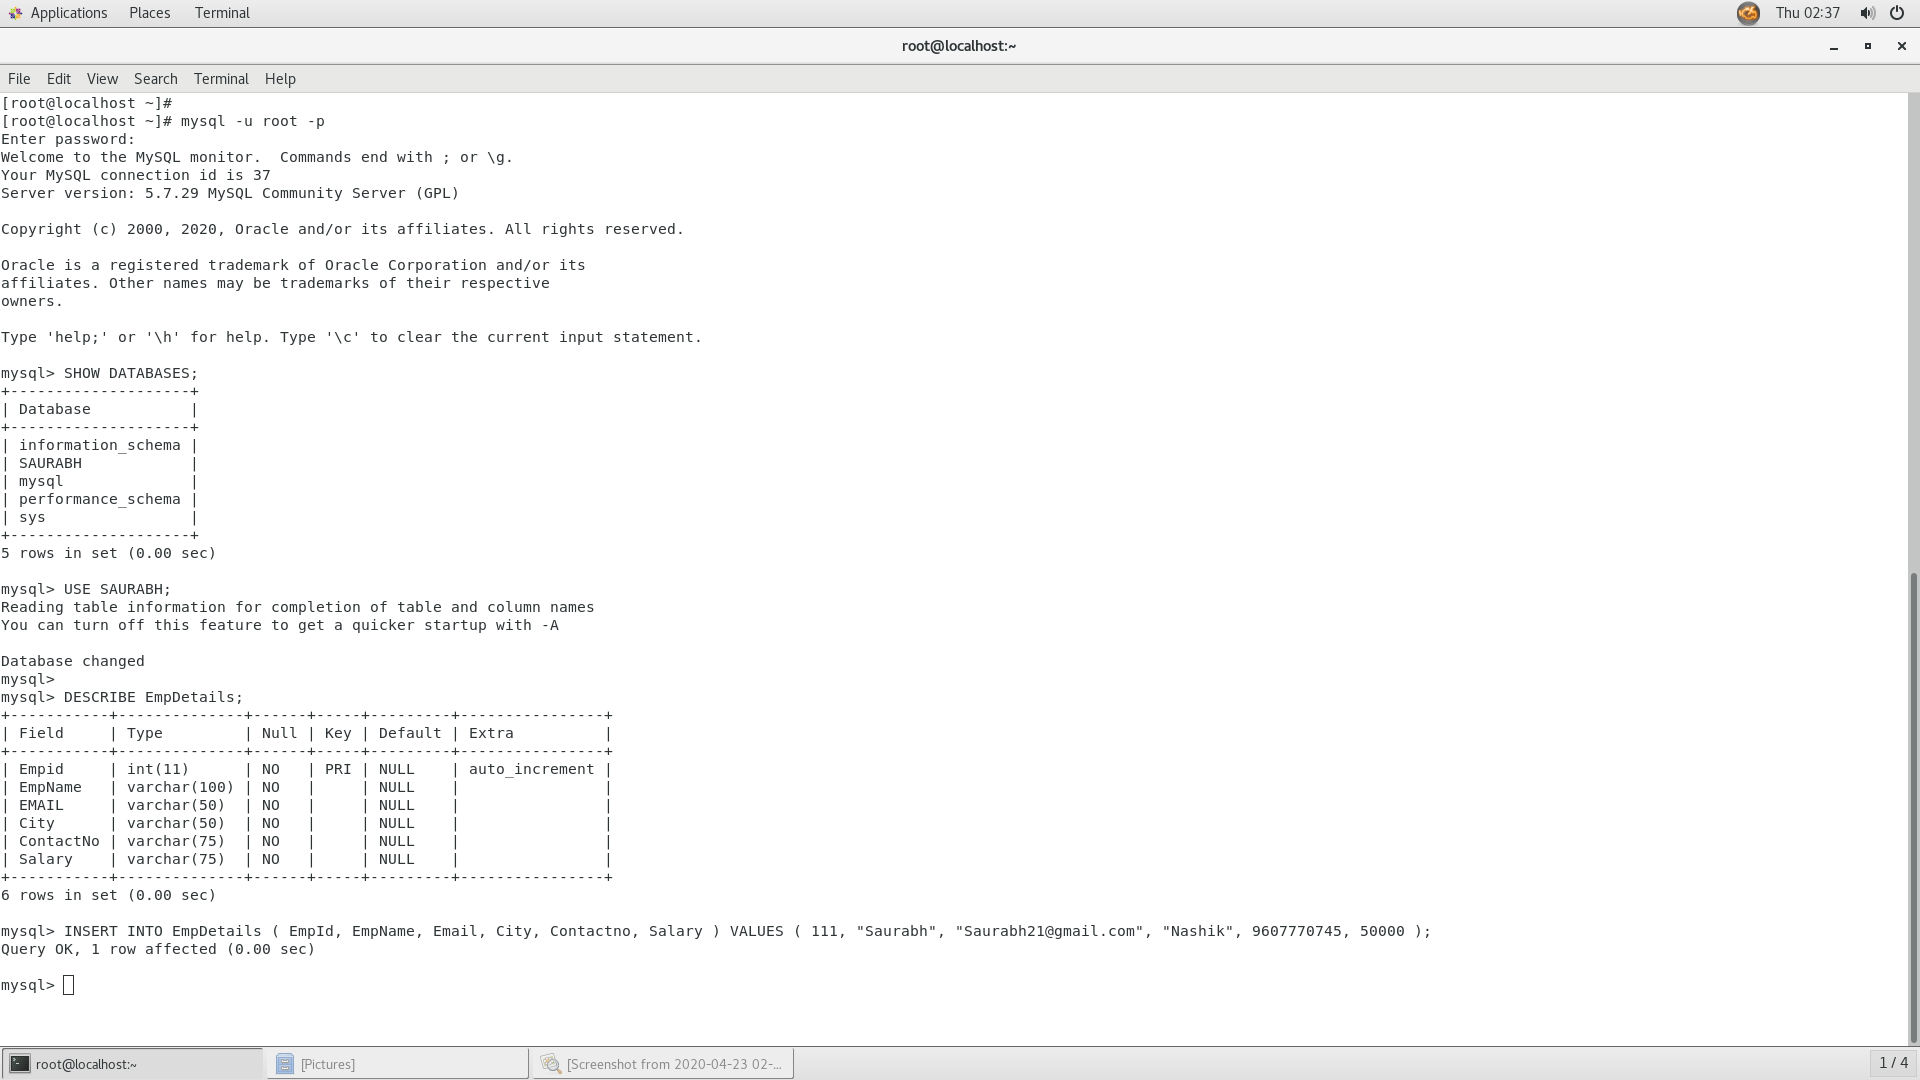 Applications Places Terminal Thu 02:37
root@localhost:~
File Edit View Search Terminal Help
[root@localhost ~]#
[root@localhost ~]# mysql -u root -p
Enter password:
Welcome to the MySQL monitor.  Commands end with ; or \g.
Your MySQL connection id is 37
Server version: 5.7.29 MySQL Community Server (GPL)
Copyright (c) 2000, 2020, Oracle and/or its affiliates. All rights reserved.
Oracle is a registered trademark of Oracle Corporation and/or its
affiliates. Other names may be trademarks of their respective
owners.
Type 'help;' or '\h' for help. Type '\c' to clear the current input statement.
mysql> SHOW DATABASES;
+--------------------+
| Database           |
+--------------------+
| information_schema |
| SAURABH            |
| mysql              |
| performance_schema |
| sys                |
+--------------------+
5 rows in set (0.00 sec)
mysql> USE SAURABH;
Reading table information for completion of table and column names
You can turn off this feature to get a quicker startup with -A
Database changed
mysql>
mysql> DESCRIBE EmpDetails;
+-----------+--------------+------+-----+---------+----------------+
| Field     | Type         | Null | Key | Default | Extra          |
+-----------+--------------+------+-----+---------+----------------+
| Empid     | int(11)      | NO   | PRI | NULL    | auto_increment |
| EmpName   | varchar(100) | NO   |     | NULL    |                |
| EMAIL     | varchar(50)  | NO   |     | NULL    |                |
| City      | varchar(50)  | NO   |     | NULL    |                |
| ContactNo | varchar(75)  | NO   |     | NULL    |                |
| Salary    | varchar(75)  | NO   |     | NULL    |                |
+-----------+--------------+------+-----+---------+----------------+
6 rows in set (0.00 sec)
mysql> INSERT INTO EmpDetails ( EmpId, EmpName, Email, City, Contactno, Salary ) VALUES ( 111, "Saurabh", "Saurabh21@gmail.com", "Nashik", 9607770745, 50000 );
Query OK, 1 row affected (0.00 sec)
mysql>
root@localhost:~ [Pictures] [Screenshot from 2020-04-23 02-... 1 / 4